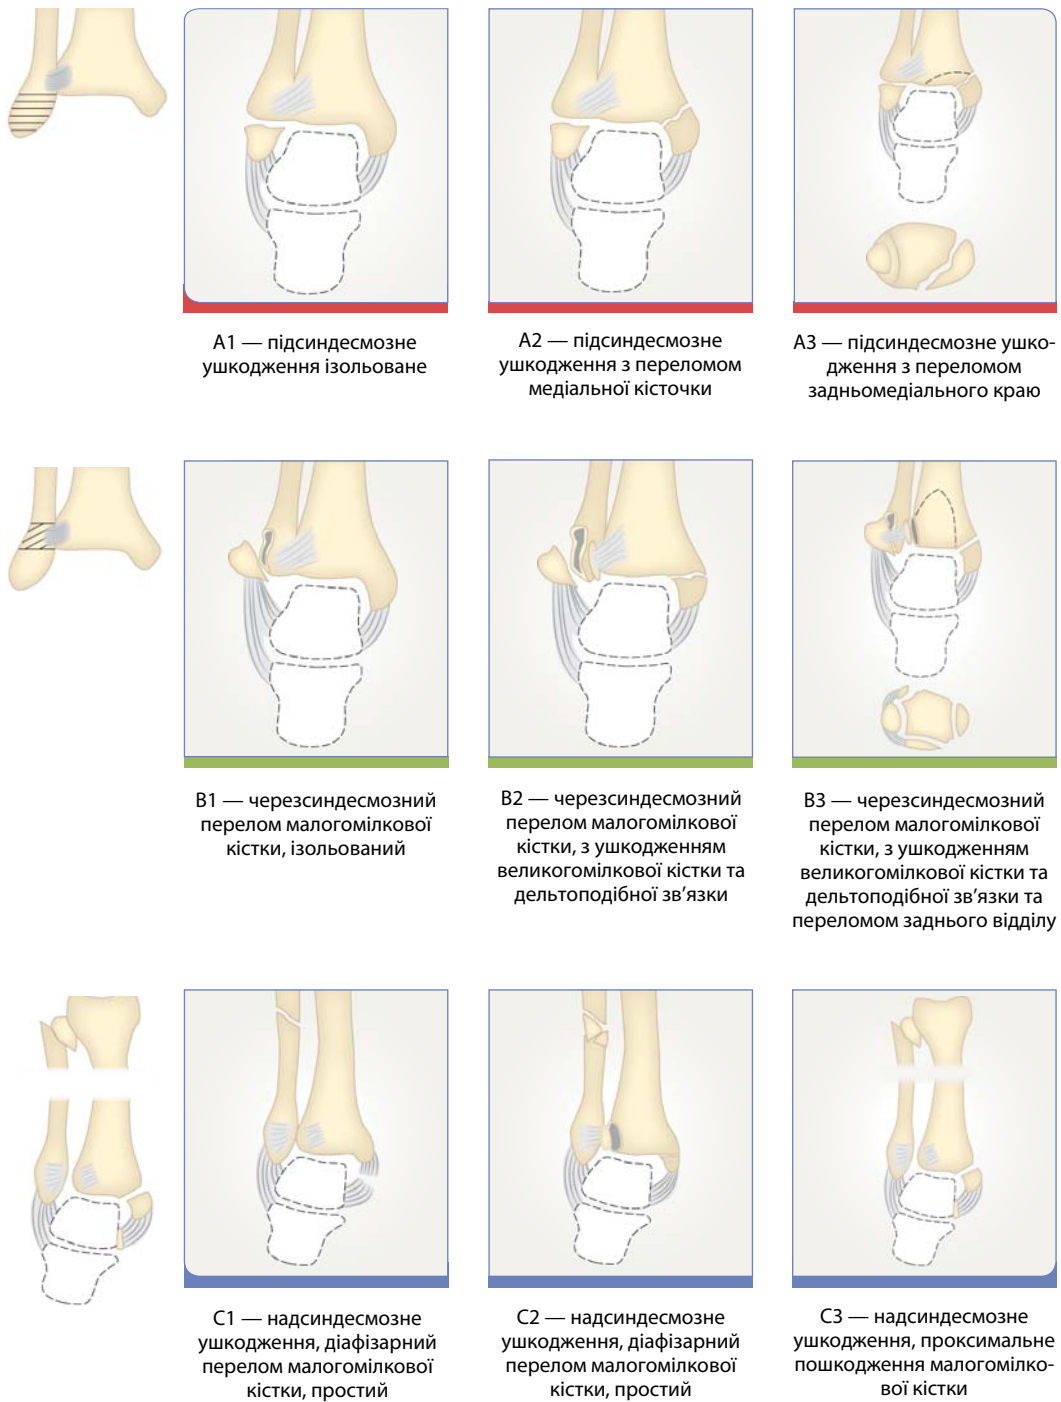 A1 — підсиндесмозне
ушкодження ізольоване
A2 — підсиндесмозне
ушкодження з переломом
медіальної кісточки
A3 — підсиндесмозне ушко-
дження з переломом
задньомедіального краю
B1 — черезсиндесмозний
перелом малогомілкової
кістки, ізольований
B2 — черезсиндесмозний
перелом малогомілкової
кістки, з ушкодженням
великогомілкової кістки та
дельтоподібної зв’язки
B3 — черезсиндесмозний
перелом малогомілкової
кістки, з ушкодженням
великогомілкової кістки та
дельтоподібної зв’язки та
переломом заднього відділу
C1 — надсиндесмозне
ушкодження, діафізарний
перелом малогомілкової
кістки, простий
C2 — надсиндесмозне
ушкодження, діафізарний
перелом малогомілкової
кістки, простий
C3 — надсиндесмозне
ушкодження, проксимальне
пошкодження малогомілко-
вої кістки